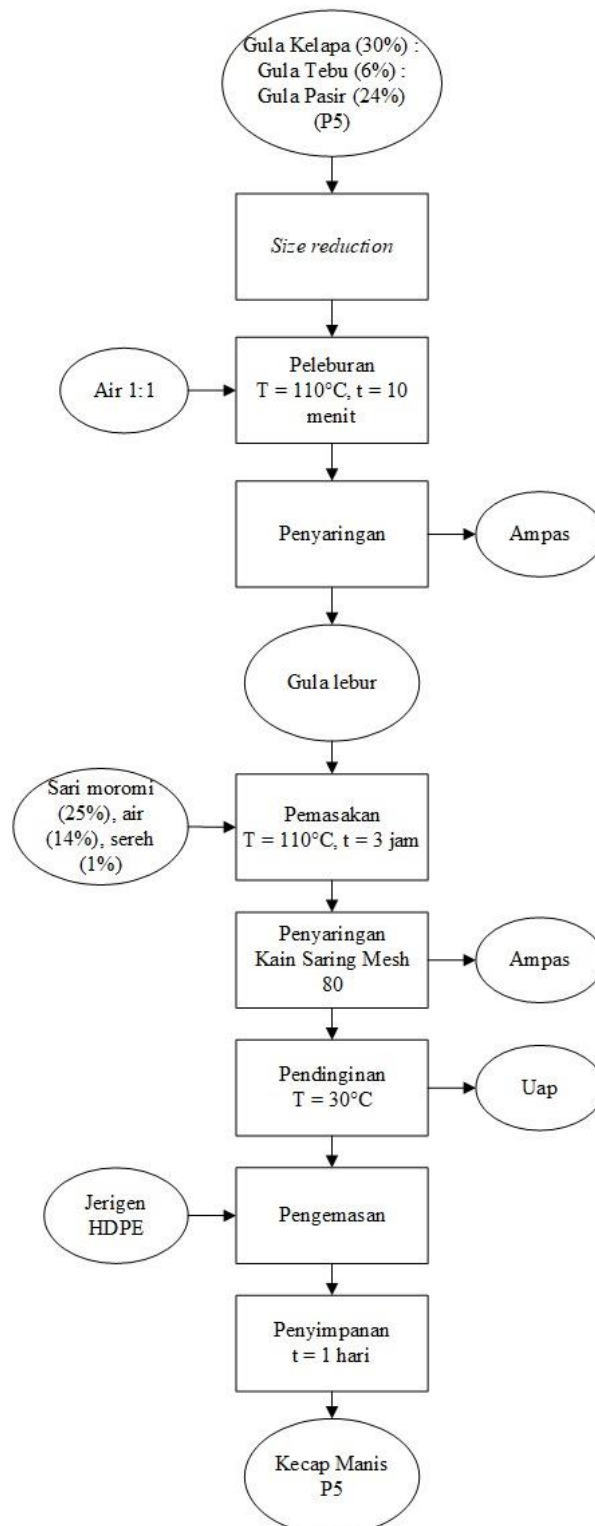 Gula Kelapa (30%) :
Gula Tebu (6%) :
Gula Pasir (24%)
(P5)
Size reduction
Air 1:1
Peleburan
T = 110°C, t = 10
menit
Penyaringan
Ampas
Gula lebur
Sari moromi
(25%), air
(14%), sereh
(1%)
Pemasakan
T = 110°C, t = 3 jam
Penyaringan
Kain Saring Mesh
80
Ampas
Pendinginan
T = 30°C
Uap
Jerigen
HDPE
Pengemasan
Penyimpanan
t = 1 hari
Kecap Manis
P5